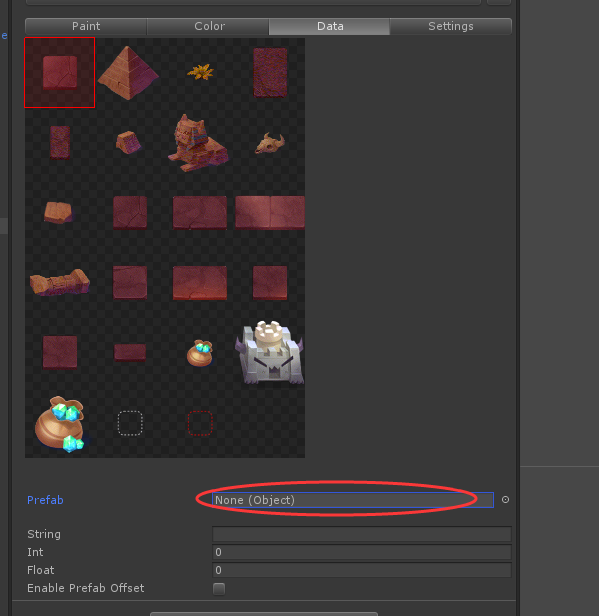 Paint Color Data Settings
Prefab None (Object)
String
Int 0
Float 0
Enable Prefab Offset